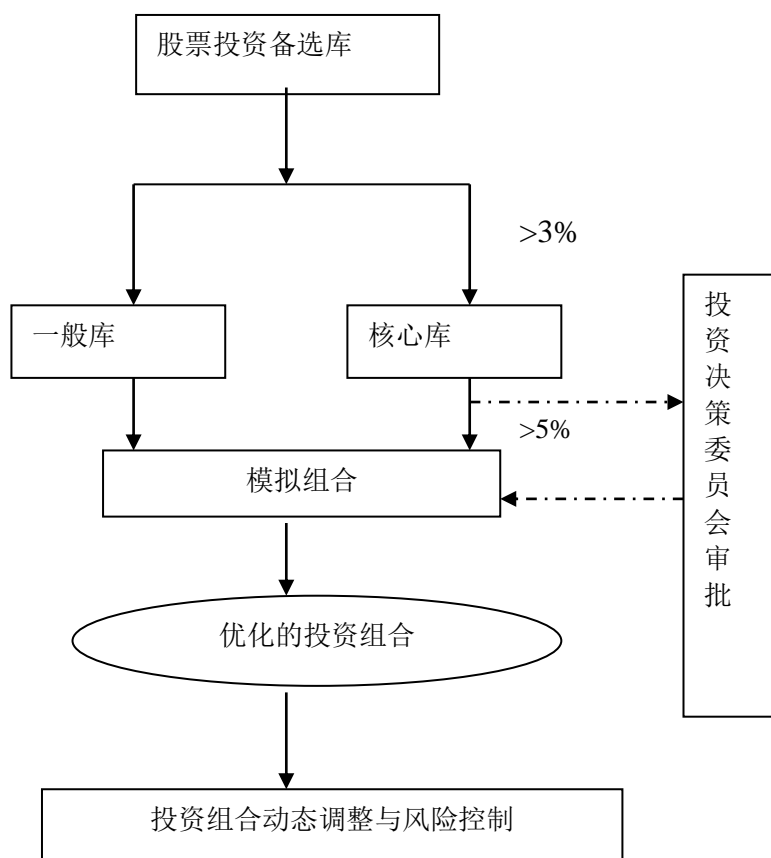 股票投资备选库
>3%
一般库
核心库
投资决策委员会审批
>5%
模拟组合
优化的投资组合
投资组合动态调整与风险控制